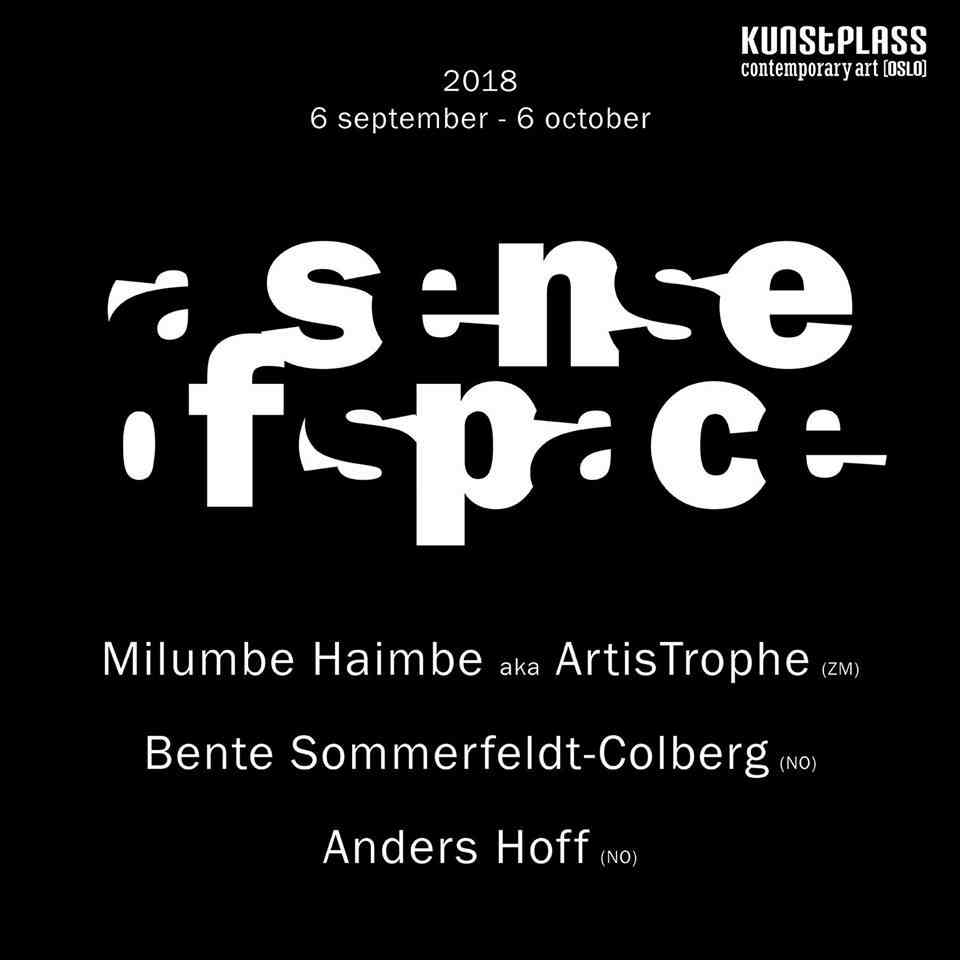 KUNStPLASS
contemporary art [OSLO]
2018
6 september - 6 october
a sense
of space
Milumbe Haimbe aka ArtisTrophe (ZM)
Bente Sommerfeldt-Colberg (NO)
Anders Hoff (NO)